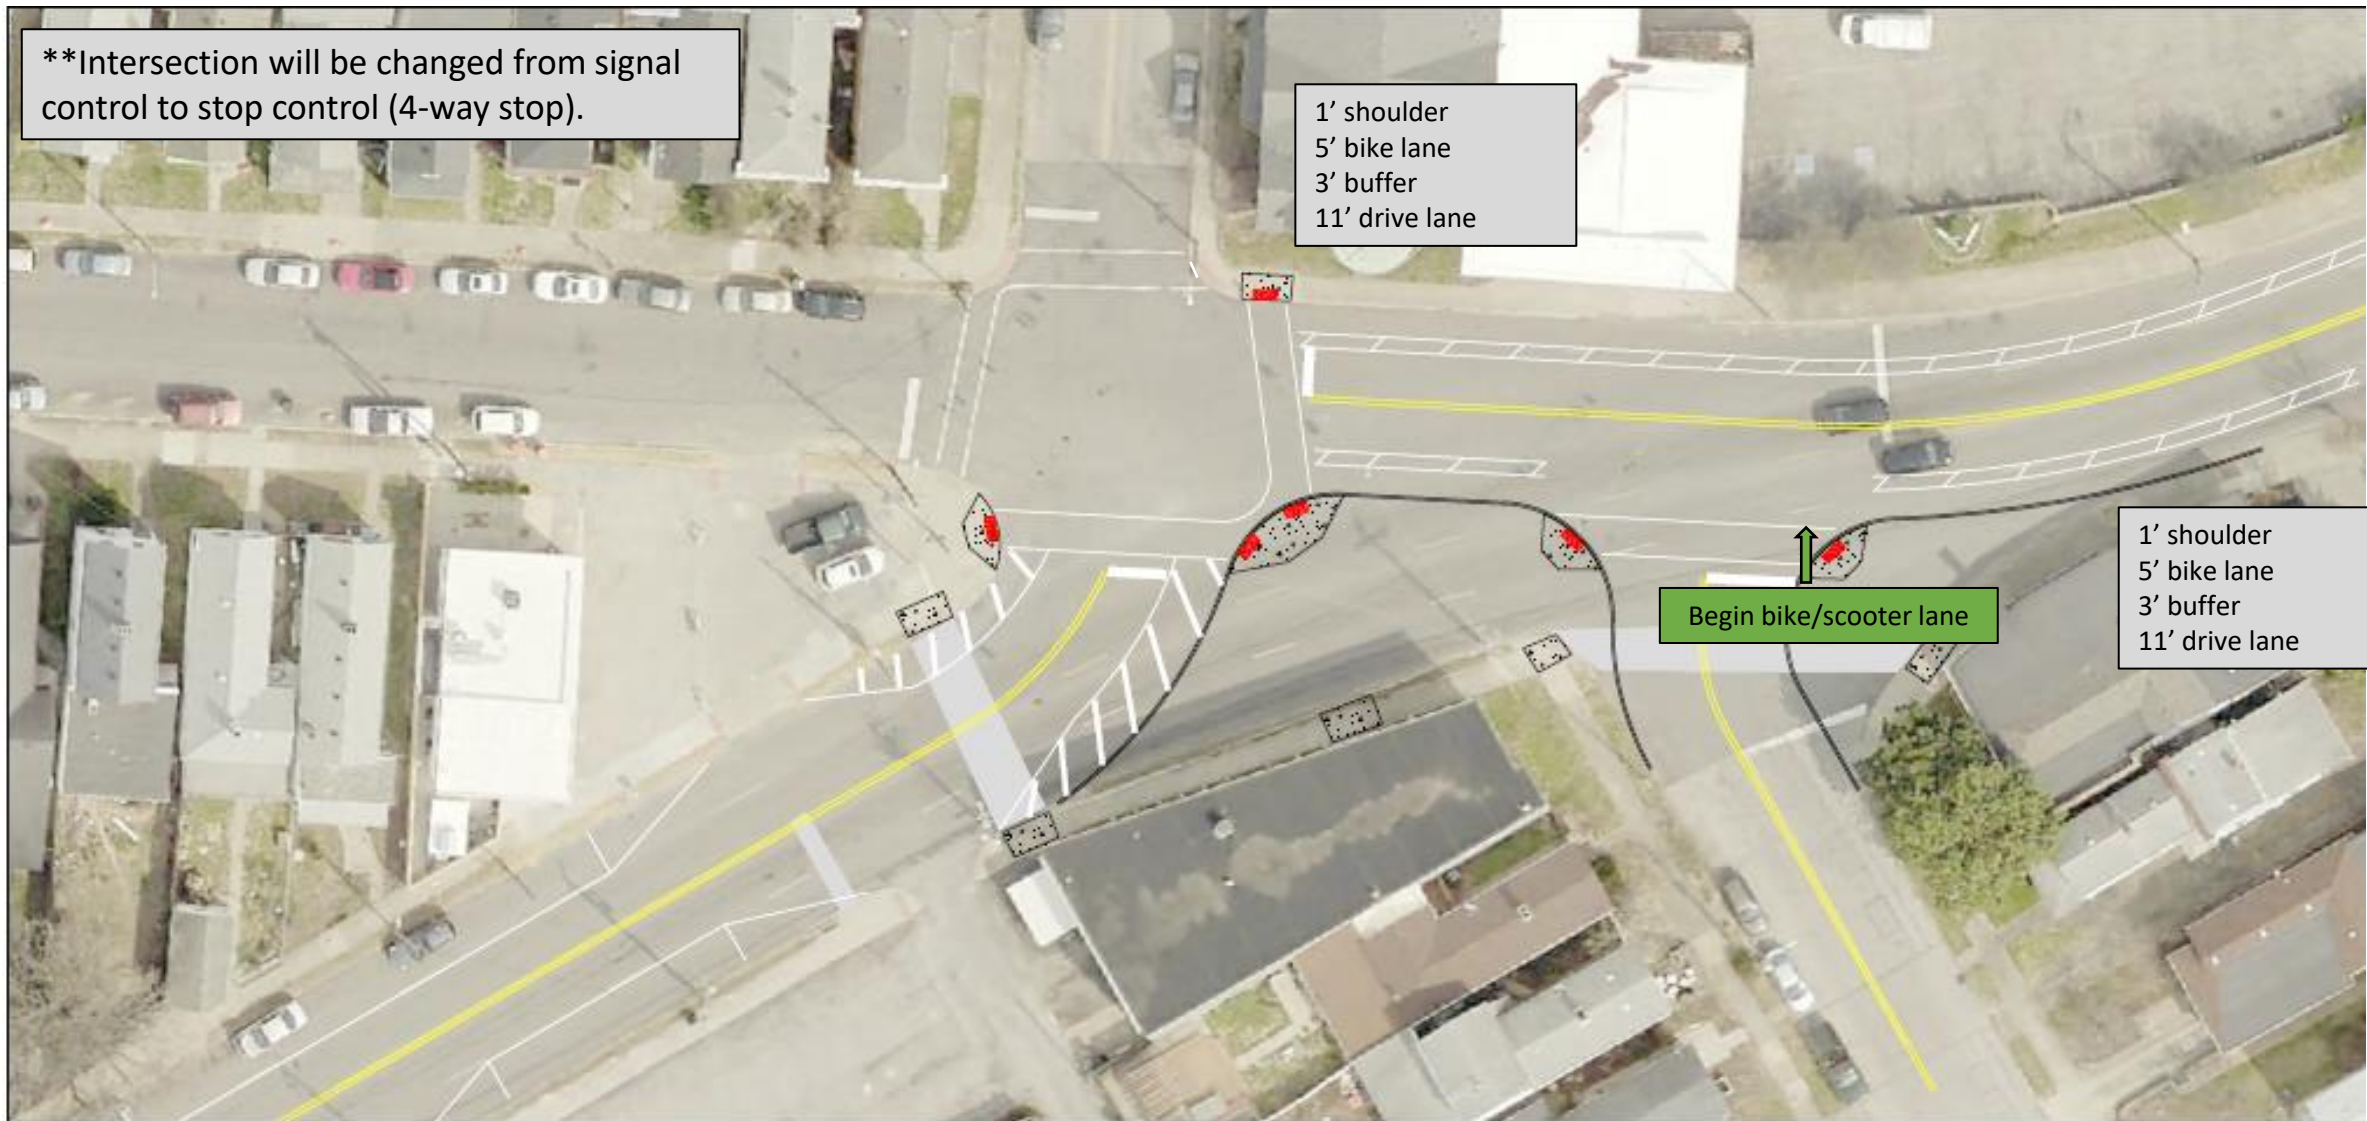 **Intersection will be changed from signal
control to stop control (4-way stop).
1’ shoulder
5’ bike lane
3’ buffer
11’ drive lane
1’ shoulder
5’ bike lane
3’ buffer
11’ drive lane
Begin bike/scooter lane